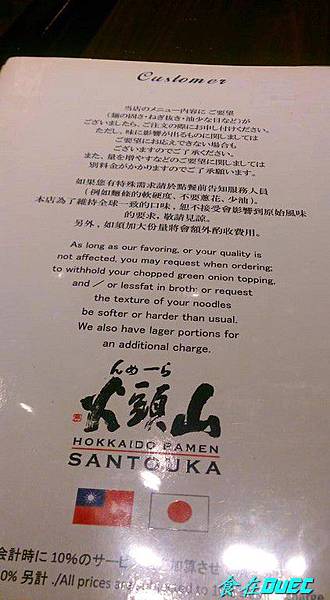 Customer
当店のメニュー内容に ご要望
(麺の固さ・ねぎ抜き・油少な目など)が
ございましたら、ご注文の際にお申し付けください。
ただし、味に影響が出るものに関しましては
ご要望にお応えできない場合も
ございますのでご了承ください。
また、量を増やすなどのご要望に関しましては
別料金がかかりますのでご了承願います。
如果您有特殊需求請於點餐前告知服務人員
(例如麵條的軟硬度、不要蔥花、少油)。
本店為了維持全球一致的口味,恕不接受會影響到原始風味
的要求,敬請見諒。
另外,如須加大份量將會額外酌收費用。
As long as our favoring, or your quality is
not affected, you may request when ordering;
to withhold your chopped green onion topping,
and / or lessfat in broth: or request
the texture of your noodles
be softer or harder than usual.
We also have lager portions for
an additional charge.
らーめん
山頭火
HOKKAIDO RAMEN
SANTOUKA
会計時に10%のサービ 加算させ
0% 另計./All prices are
charge
食在DUEC